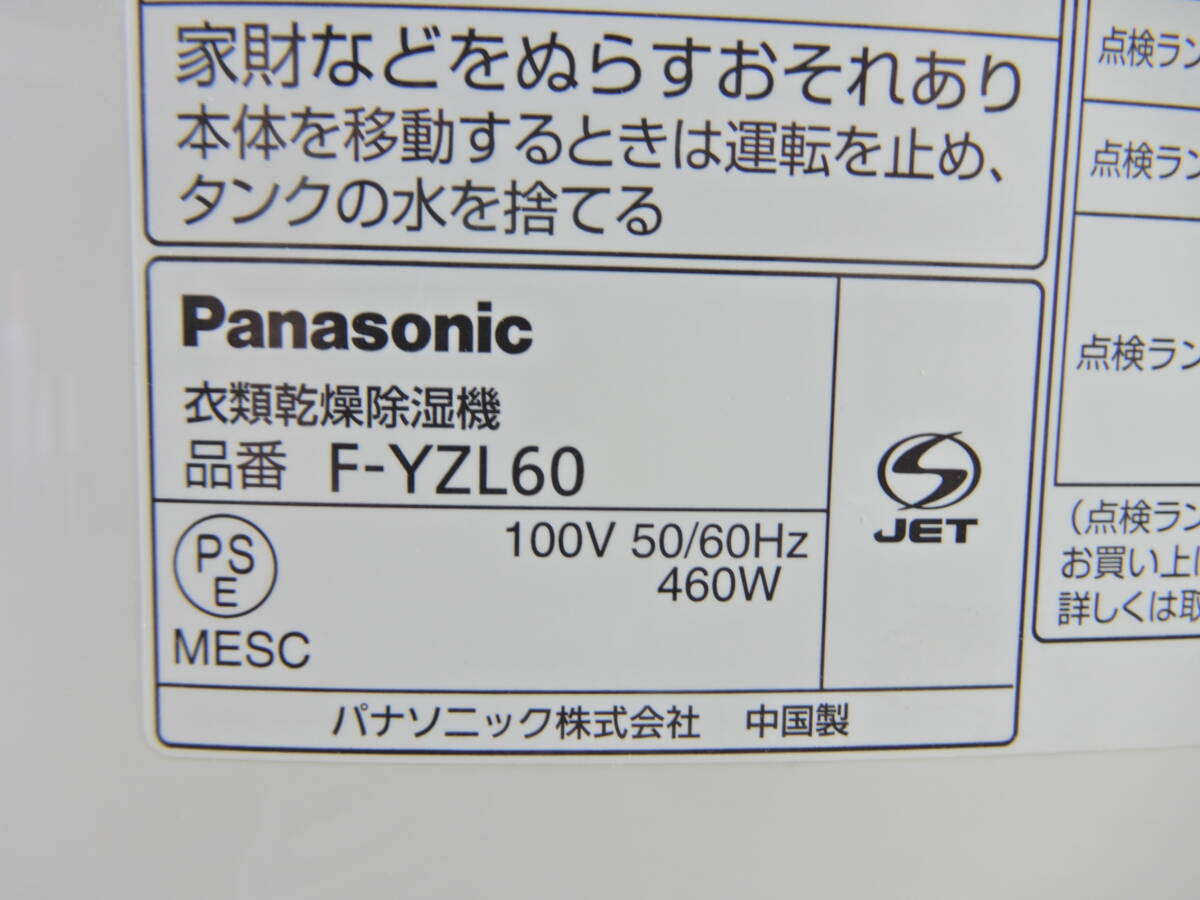 家財などをぬらすおそれあり
本体を移動するときは運転を止め、
タンクの水を捨てる
Panasonic
衣類乾燥除湿機
品番 F-YZL60
PS
E
MESC
100V 50/60Hz
460W
S
JET
パナソニック株式会社 中国製
点検ラン
点検ラン
点検ラン
(点検ラン
お買い上げ
詳しくは取